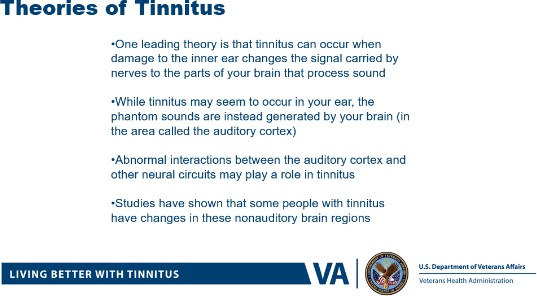 Theories of Tinnitus
•One leading theory is that tinnitus can occur when
damage to the inner ear changes the signal carried by
nerves to the parts of your brain that process sound
•While tinnitus may seem to occur in your ear, the
phantom sounds are instead generated by your brain (in
the area called the auditory cortex)
•Abnormal interactions between the auditory cortex and
other neural circuits may play a role in tinnitus
•Studies have shown that some people with tinnitus
have changes in these nonauditory brain regions
LIVING BETTER WITH TINNITUS
VA
U.S. Department of Veterans Affairs
Veterans Health Administration